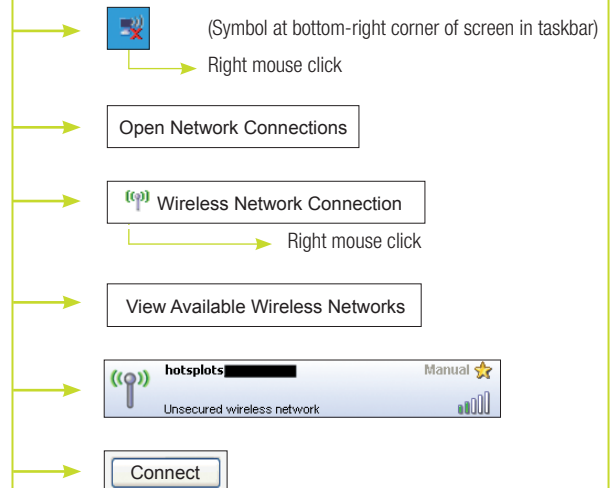 (Symbol at bottom-right corner of screen in taskbar)
Right mouse click
Open Network Connections
Wireless Network Connection
Right mouse click
View Available Wireless Networks
hotsplots Manual
Unsecured wireless network
Connect